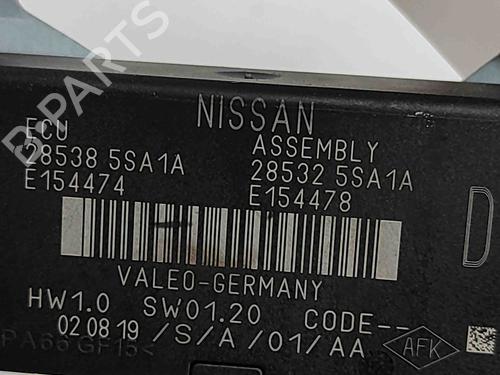 B PARTS
NISSAN
ECU ASSEMBLY
28538 5SA1A 28532 5SA1A
E154474 E154478
D
VALEO-GERMANY
HW1.0 SW01.20 CODE--
02.08.19 /S/A/01/AA AFK
PA66 GF15<